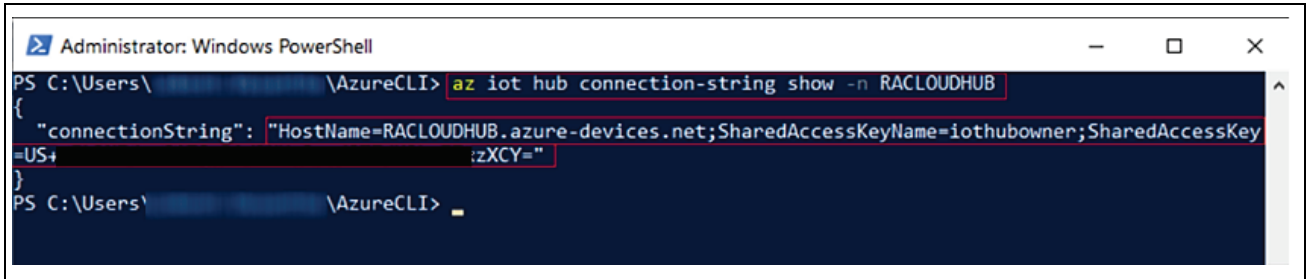 Administrator: Windows PowerShell
PS C:\Users\ \AzureCLI> az iot hub connection-string show -n RACLOUDHUB
{
"connectionString": "HostName=RACLOUDHUB.azure-devices.net;SharedAccessKeyName=iothubowner;SharedAccessKey
=US+ zXCY="
}
PS C:\Users\ \AzureCLI>